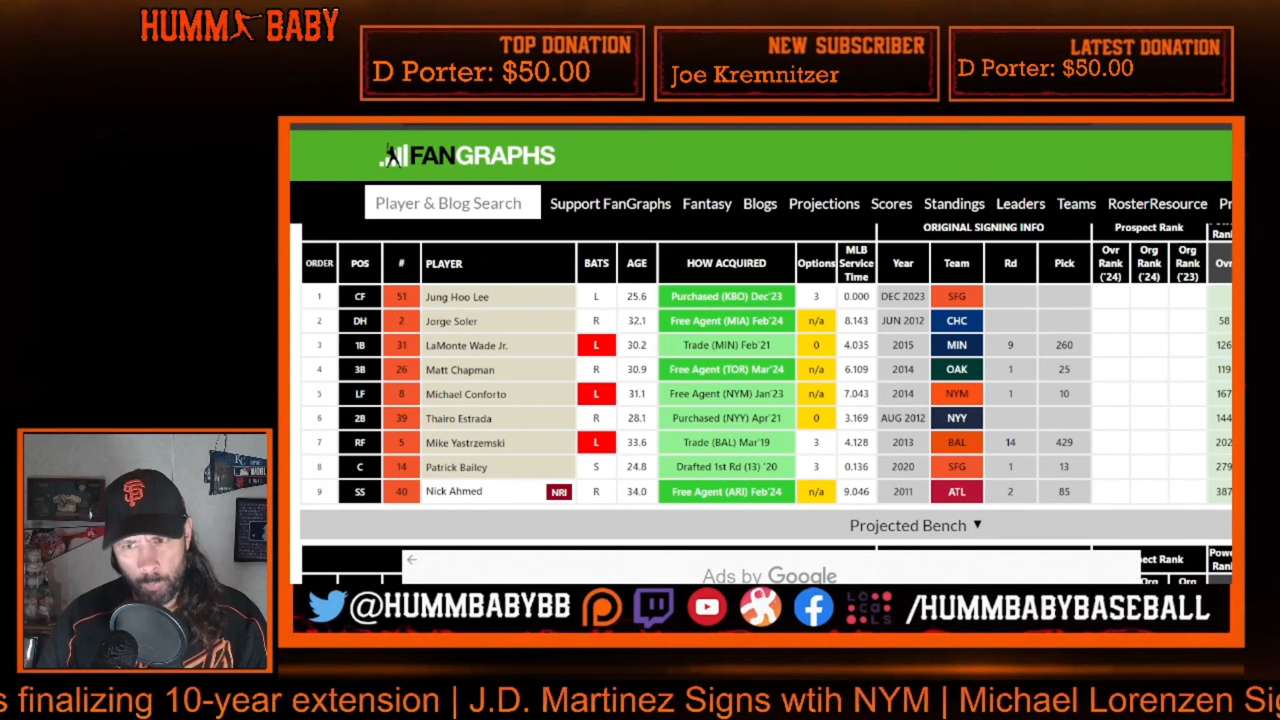 HUMM BABY
TOP DONATION
D Porter: $50.00
NEW SUBSCRIBER
Joe Kremnitzer
LATEST DONATION
D Porter: $50.00
FANGRAPHS
Player & Blog Search Support FanGraphs Fantasy Blogs Projections Scores Standings Leaders Teams RosterResource Pr
ORIGINAL SIGNING INFO Prospect Rank
ORDER POS # PLAYER BATS AGE HOW ACQUIRED Options MLB Service Time Year Team Rd Pick Ovr Rank ('24) Org Rank ('24) Org Rank ('23) Ovr
1 CF 51 Jung Hoo Lee L 25.6 Purchased (KBO) Dec'23 3 0.000 DEC 2023 SFG
2 DH 2 Jorge Soler R 32.1 Free Agent (MIA) Feb'24 n/a 8.143 JUN 2012 CHC 58
3 1B 31 LaMonte Wade Jr. L 30.2 Trade (MIN) Feb'21 0 4.035 2015 MIN 9 260 126
4 3B 26 Matt Chapman R 30.9 Free Agent (TOR) Mar'24 n/a 6.109 2014 OAK 1 25 119
5 LF 8 Michael Conforto L 31.1 Free Agent (NYM) Jan'23 n/a 7.043 2014 NYM 1 10 167
6 2B 39 Thairo Estrada R 28.1 Purchased (NYY) Apr'21 0 3.169 AUG 2012 NYY 144
7 RF 5 Mike Yastrzemski L 33.6 Trade (BAL) Mar'19 3 4.128 2013 BAL 14 429 202
8 C 14 Patrick Bailey S 24.8 Drafted 1st Rd (13) '20 3 0.136 2020 SFG 1 13 279
9 SS 40 Nick Ahmed NRI R 34.0 Free Agent (ARI) Feb'24 n/a 9.046 2011 ATL 2 85 387
Projected Bench ▼
Ads by Google
ect Rank
@HUMMBABYBB /HUMMBABYBASEBALL
s finalizing 10-year extension | J.D. Martinez Signs wtih NYM | Michael Lorenzen Sig